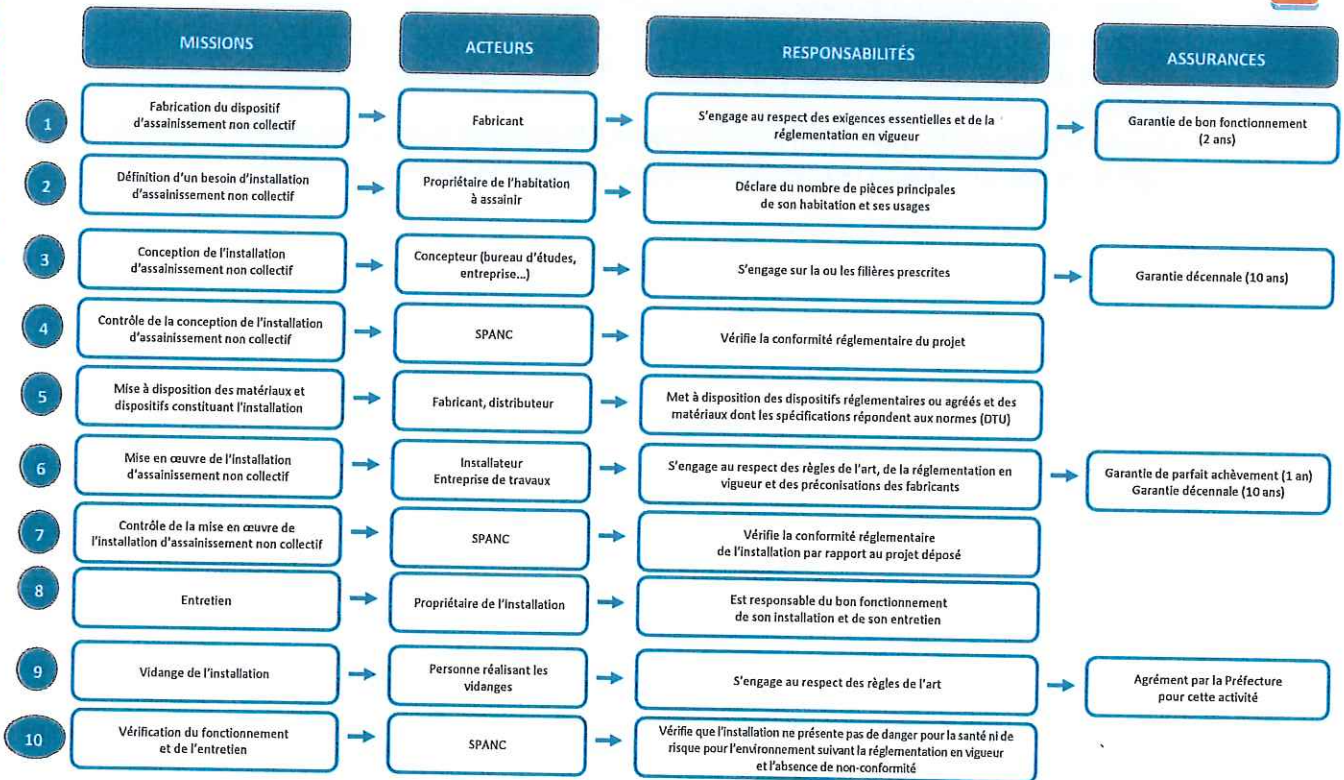 MISSIONS
ACTEURS
RESPONSABILITÉS
ASSURANCES
1
Fabrication du dispositif
d'assainissement non collectif
Fabricant
S'engage au respect des exigences essentielles et de la
réglementation en vigueur
Garantie de bon fonctionnement
(2 ans)
2
Définition d'un besoin d'installation
d'assainissement non collectif
Propriétaire de l'habitation
à assainir
Déclare du nombre de pièces principales
de son habitation et ses usages
3
Conception de l'installation
d'assainissement non collectif
Concepteur (bureau d'études,
entreprise...)
S'engage sur la ou les filières prescrites
Garantie décennale (10 ans)
4
Contrôle de la conception de l'installation
d'assainissement non collectif
SPANC
Vérifie la conformité réglementaire du projet
5
Mise à disposition des matériaux et
dispositifs constituant l'installation
Fabricant, distributeur
Met à disposition des dispositifs réglementaires ou agréés et des
matériaux dont les spécifications répondent aux normes (DTU)
6
Mise en œuvre de l'installation
d'assainissement non collectif
Installateur
Entreprise de travaux
S'engage au respect des règles de l'art, de la réglementation en
vigueur et des préconisations des fabricants
Garantie de parfait achèvement (1 an)
Garantie décennale (10 ans)
7
Contrôle de la mise en œuvre de
l'installation d'assainissement non collectif
SPANC
Vérifie la conformité réglementaire
de l'installation par rapport au projet déposé
8
Entretien
Propriétaire de l'installation
Est responsable du bon fonctionnement
de son installation et de son entretien
9
Vidange de l'installation
Personne réalisant les
vidanges
S'engage au respect des règles de l'art
Agrément par la Préfecture
pour cette activité
10
Vérification du fonctionnement
et de l'entretien
SPANC
Vérifie que l'installation ne présente pas de danger pour la santé ni de
risque pour l'environnement suivant la réglementation en vigueur
et l'absence de non-conformité